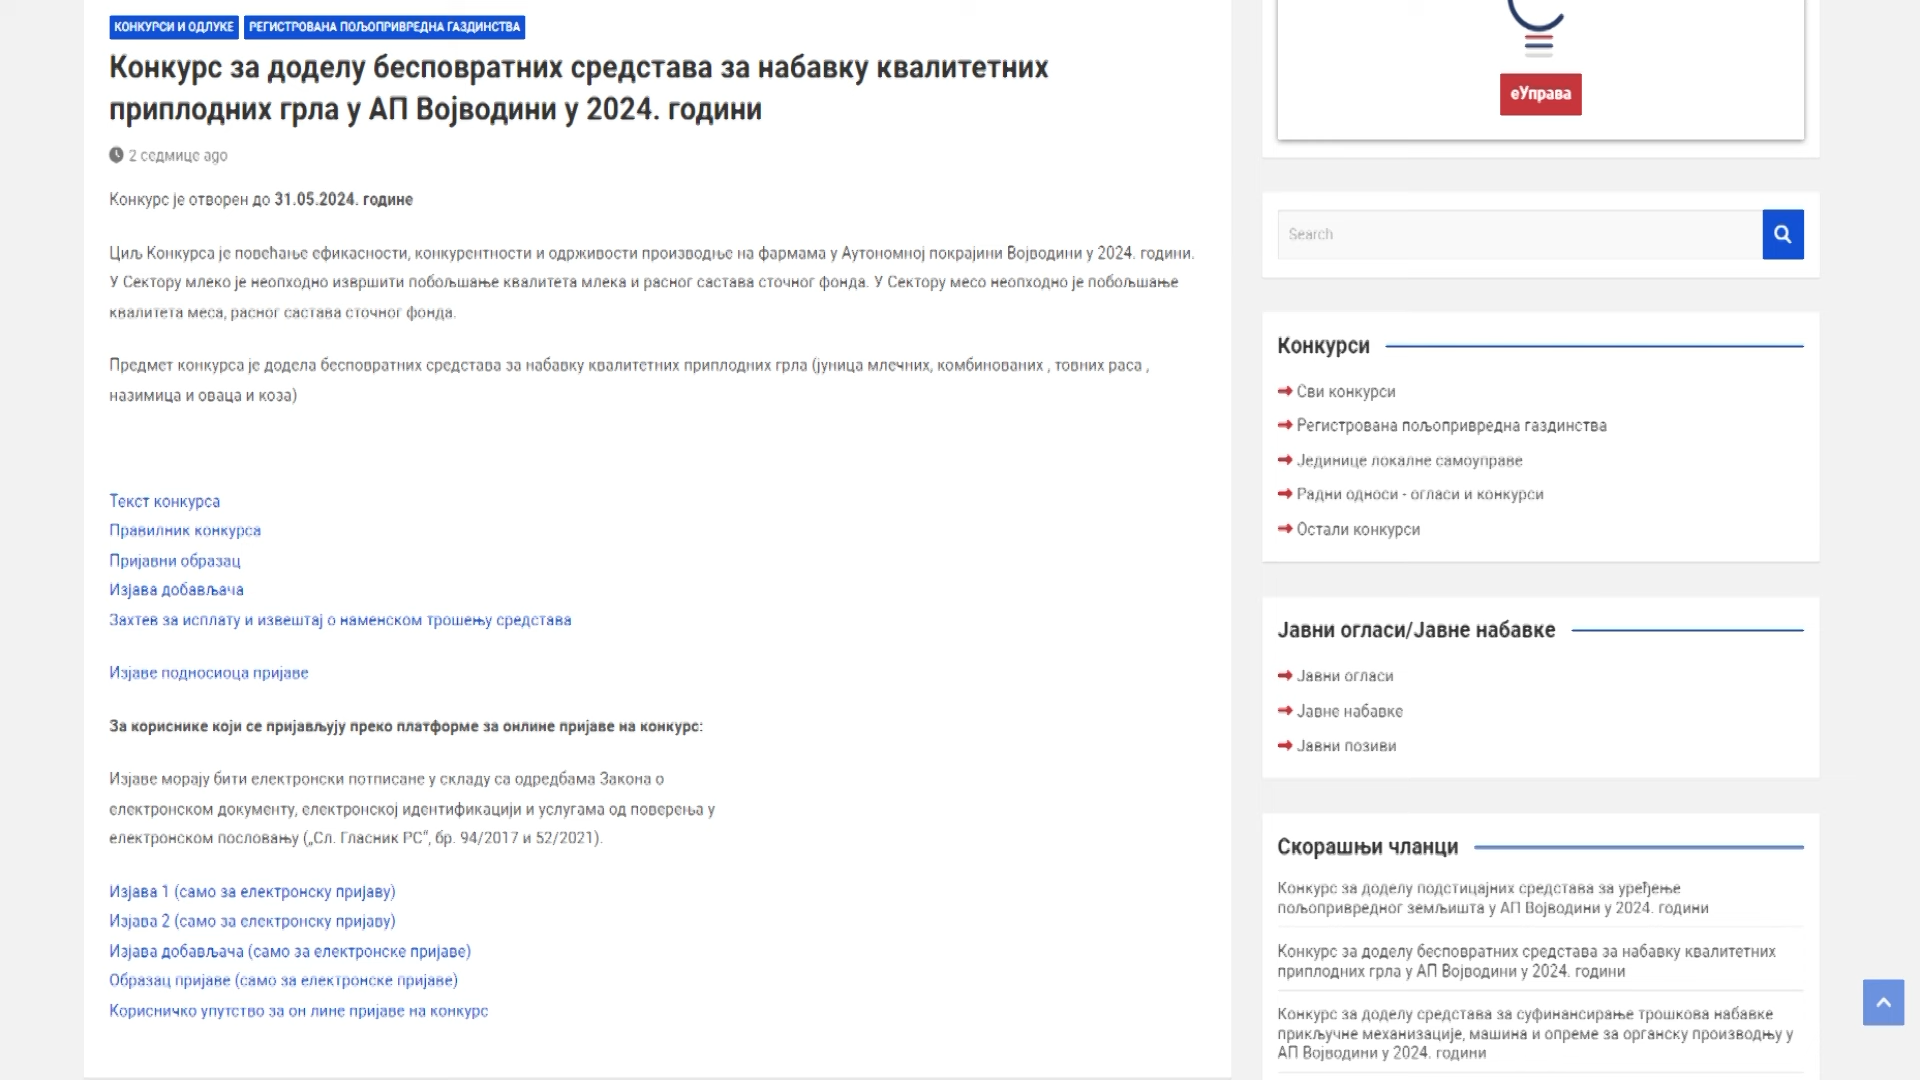 КОНКУРСИ И ОДЛУКЕ РЕГИСТРОВАНА ПОЉОПРИВРЕДНА ГАЗДИНСТВА
Конкурс за доделу бесповратних средстава за набавку квалитетних
приплодних грла у АП Војводини у 2024. години
2 седмице ago
Конкурс је отворен до 31.05.2024. године
Циљ Конкурса је повећање ефикасности, конкурентности и одрживости производње на фармама у Аутономној покрајини Војводини у 2024. години.
У Сектору млеко је неопходно извршити побољшање квалитета млека и расног састава сточног фонда. У Сектору месо неопходно је побољшање
квалитета меса, расног састава сточног фонда.
Предмет конкурса је додела бесповратних средстава за набавку квалитетних приплодних грла (јуница млечних, комбинованих , товних раса ,
назимица и оваца и коза)
Текст конкурса
Правилник конкурса
Пријавни образац
Изјава добављача
Захтев за исплату и извештај о наменском трошењу средстава
Изјаве подносиоца пријаве
За кориснике који се пријављују преко платформе за онлине пријаве на конкурс:
Изјаве морају бити електронски потписане у складу са одредбама Закона о
електронском документу, електронској идентификацији и услугама од поверења у
електронском пословању („Сл. Гласник РС“, бр. 94/2017 и 52/2021).
Изјава 1 (само за електронску пријаву)
Изјава 2 (само за електронску пријаву)
Изјава добављача (само за електронске пријаве)
Образац пријаве (само за електронске пријаве)
Корисничко упутство за он лине пријаве на конкурс
еУправа
Search
Конкурси
Сви конкурси
Регистрована пољопривредна газдинства
Јединице локалне самоуправе
Радни односи - огласи и конкурси
Остали конкурси
Јавни огласи/Јавне набавке
Јавни огласи
Јавне набавке
Јавни позиви
Скорашњи чланци
Конкурс за доделу подстицајних средстава за уређење
пољопривредног земљишта у АП Војводини у 2024. години
Конкурс за доделу бесповратних средстава за набавку квалитетних
приплодних грла у АП Војводини у 2024. години
Конкурс за доделу средстава за суфинансирање трошкова набавке
прикључне механизације, машина и опреме за органску производњу у
АП Војводини у 2024. години